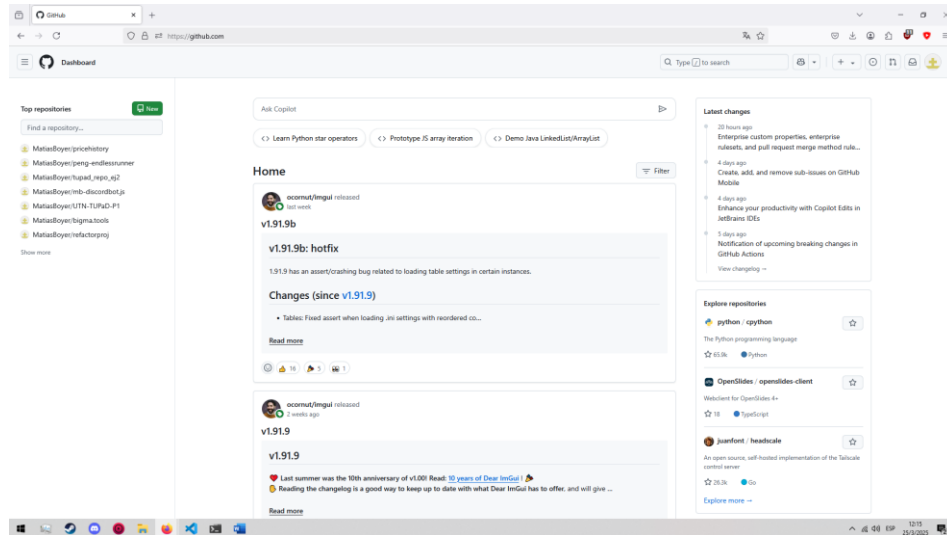 GitHub
https://github.com
Dashboard
Type / to search
Top repositories
New
Find a repository...
MatiasBoyer/pricehistory
MatiasBoyer/peng-endlessrunner
MatiasBoyer/tupad_repo_ej2
MatiasBoyer/mb-discordbot.js
MatiasBoyer/UTN-TUPaD-P1
MatiasBoyer/bigma.tools
MatiasBoyer/refactorproj
Show more
Ask Copilot
Learn Python star operators
Prototype JS array iteration
Demo Java LinkedList/ArrayList
Home
Filter
ocornut/imgui released
last week
v1.91.9b
v1.91.9b: hotfix
1.91.9 has an assert/crashing bug related to loading table settings in certain instances.
Changes (since v1.91.9)
• Tables: Fixed assert when loading .ini settings with reordered co...
Read more
16
5
1
ocornut/imgui released
2 weeks ago
v1.91.9
v1.91.9
Last summer was the 10th anniversary of v1.00! Read: 10 years of Dear ImGui !
Reading the changelog is a good way to keep up to date with what Dear ImGui has to offer, and will give ...
Read more
Latest changes
20 hours ago
Enterprise custom properties, enterprise
rulesets, and pull request merge method rule...
4 days ago
Create, add, and remove sub-issues on GitHub
Mobile
4 days ago
Enhance your productivity with Copilot Edits in
JetBrains IDEs
5 days ago
Notification of upcoming breaking changes in
GitHub Actions
View changelog →
Explore repositories
python / cpython
The Python programming language
65.9k
Python
OpenSlides / openslides-client
Webclient for OpenSlides 4+
18
TypeScript
juanfont / headscale
An open source, self-hosted implementation of the Tailscale
control server
Go
Explore more →
ESP
12:15
25/3/2025